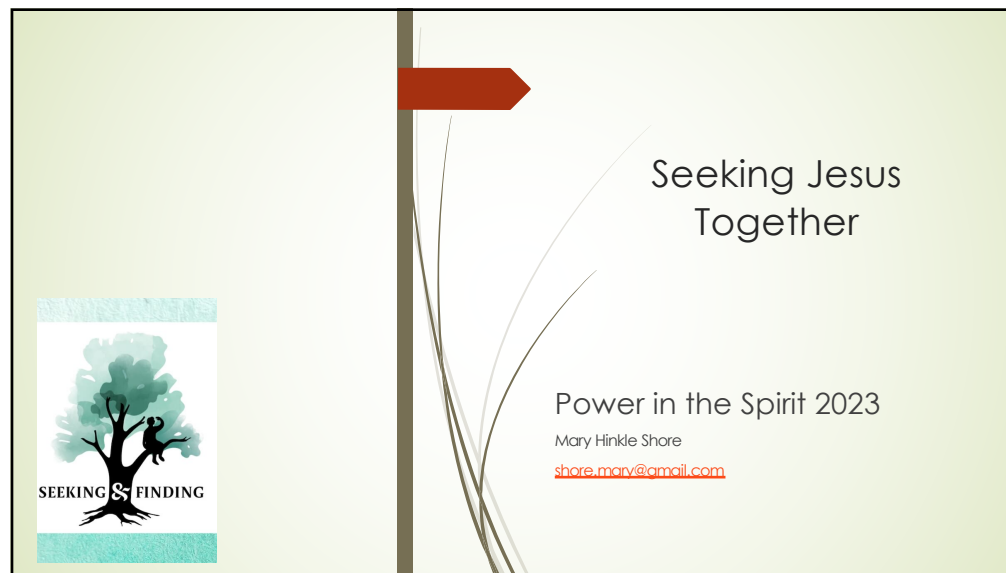 Seeking Jesus
Together
Power in the Spirit 2023
Mary Hinkle Shore
shore.mary@gmail.com
SEEKING & FINDING